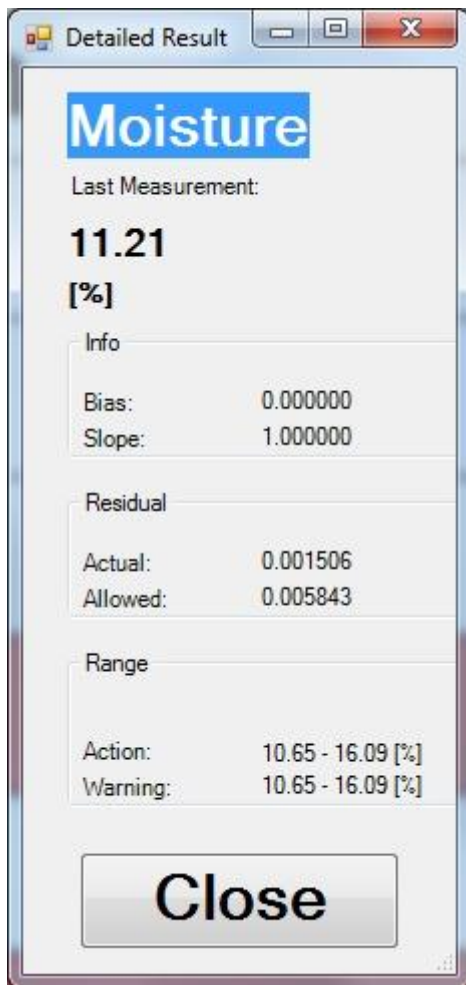 Detailed Result
Moisture
Last Measurement:
11.21
[%]
Info
Bias: 0.000000
Slope: 1.000000
Residual
Actual: 0.001506
Allowed: 0.005843
Range
Action: 10.65 - 16.09 [%]
Warning: 10.65 - 16.09 [%]
Close